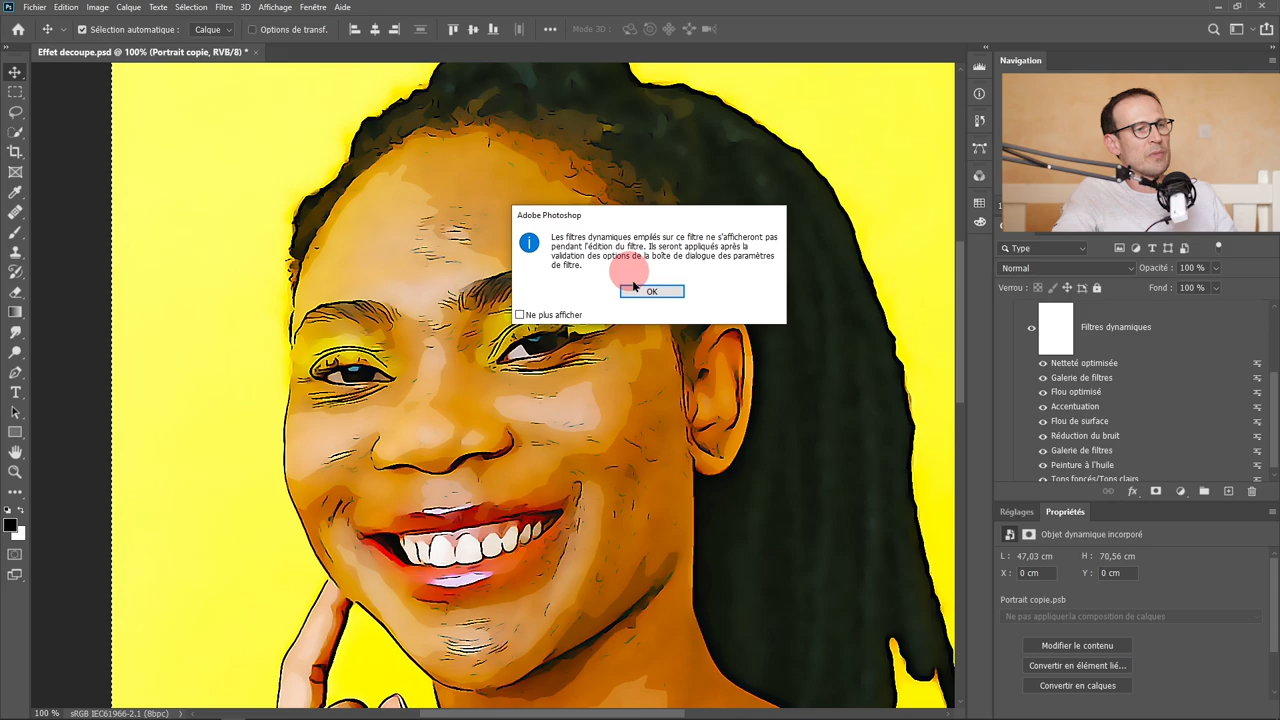 Ps Fichier Edition Image Calque Texte Sélection Filtre 3D Affichage Fenêtre Aide
Sélection automatique: Calque Options de transf. Mode 3D :
Effet decoupe.psd @ 100% (Portrait copie, RVB/8) * ×
Navigation
Adobe Photoshop
Les filtres dynamiques empilés sur ce filtre ne s'afficheront pas
pendant l'édition du filtre. Ils seront appliqués après la
validation des options de la boîte de dialogue des paramètres
de filtre.
OK
Ne plus afficher
Type
Normal Opacité : 100 %
Verrou : Fond : 100 %
Filtres dynamiques
Netteté optimisée
Galerie de filtres
Flou optimisé
Accentuation
Flou de surface
Réduction du bruit
Galerie de filtres
Peinture à l'huile
Tons foncés/Tons clairs
fx
Réglages Propriétés
Objet dynamique incorporé
L : 47,03 cm H : 70,56 cm
X : 0 cm Y : 0 cm
Portrait copie.psb
Ne pas appliquer la composition de calques
Modifier le contenu
Convertir en élément lié...
Convertir en calques
100 % sRGB IEC61966-2.1 (8bpc)